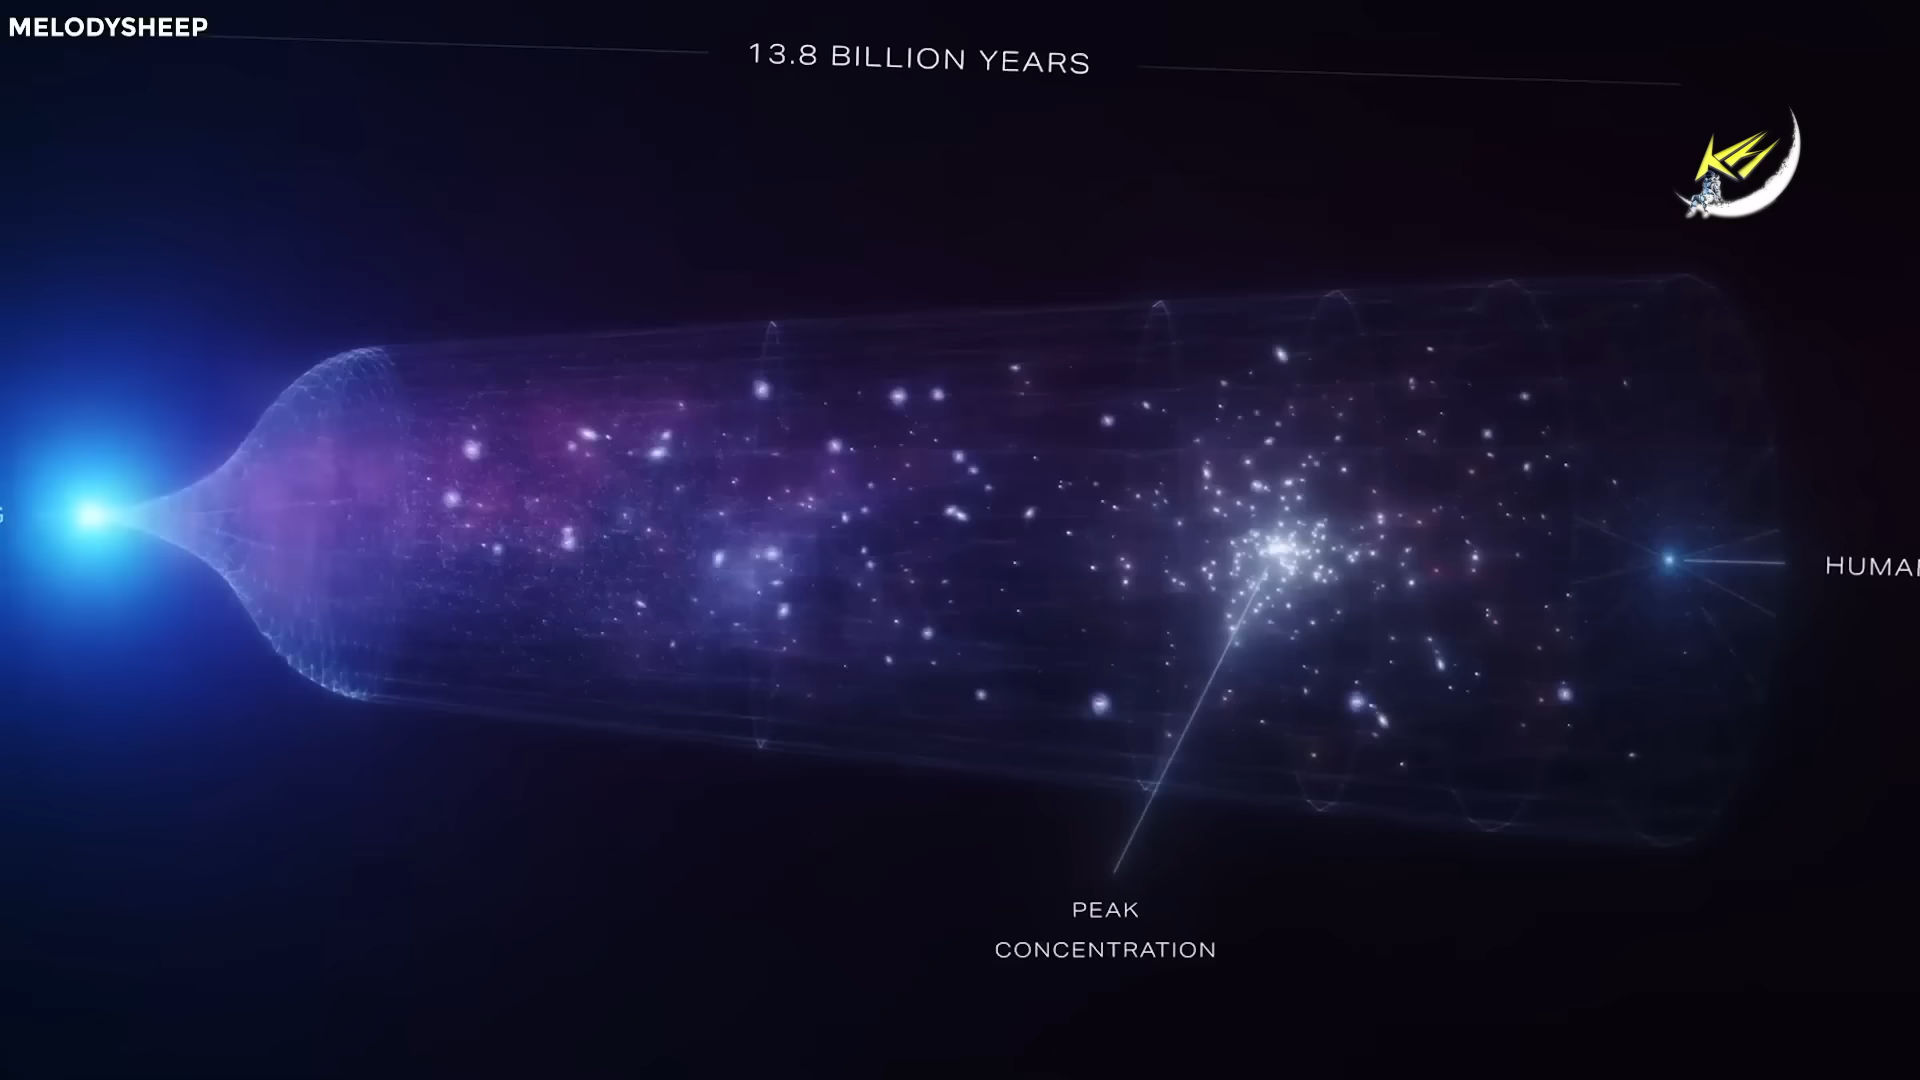 MELODYSHEEP
13.8 BILLION YEARS
PEAK
CONCENTRATION